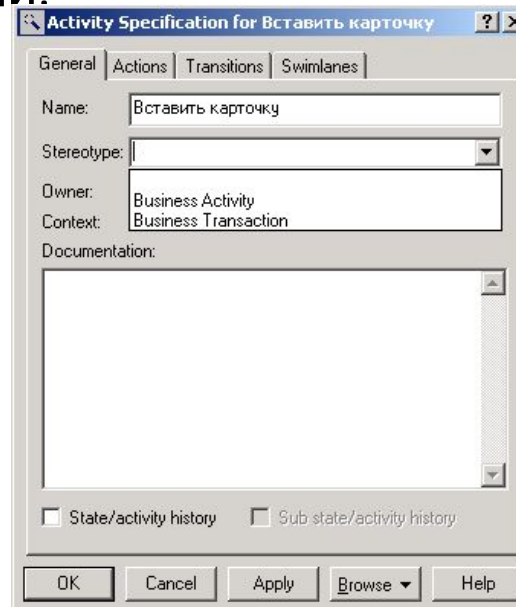 Activity Specification for Вставить карточку
General Actions Transitions Swimlanes
Name: Вставить карточку
Stereotype:
Owner: Business Activity
Context: Business Transaction
Documentation:
State/activity history Sub state/activity history
OK Cancel Apply Browse Help